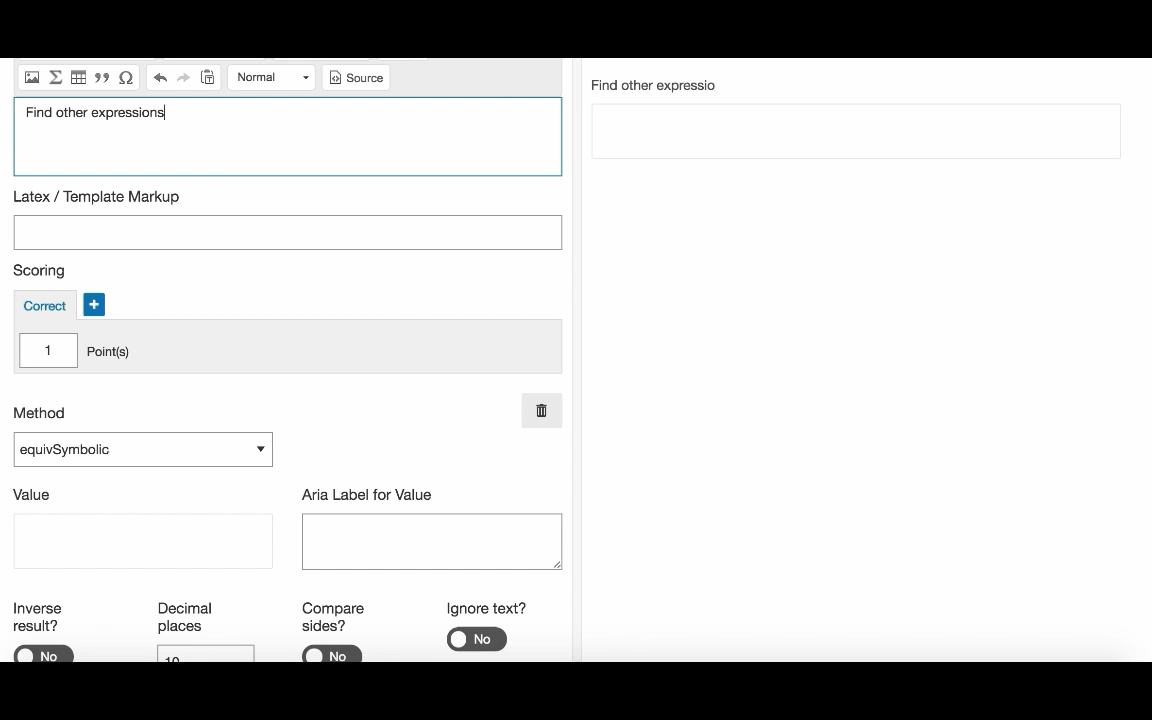 Normal
Source
Find other expressions
Latex / Template Markup
Scoring
Correct +
1 Point(s)
Method
equivSymbolic
Value
Aria Label for Value
Inverse result?
No
Decimal places
10
Compare sides?
No
Ignore text?
No
Find other expressio